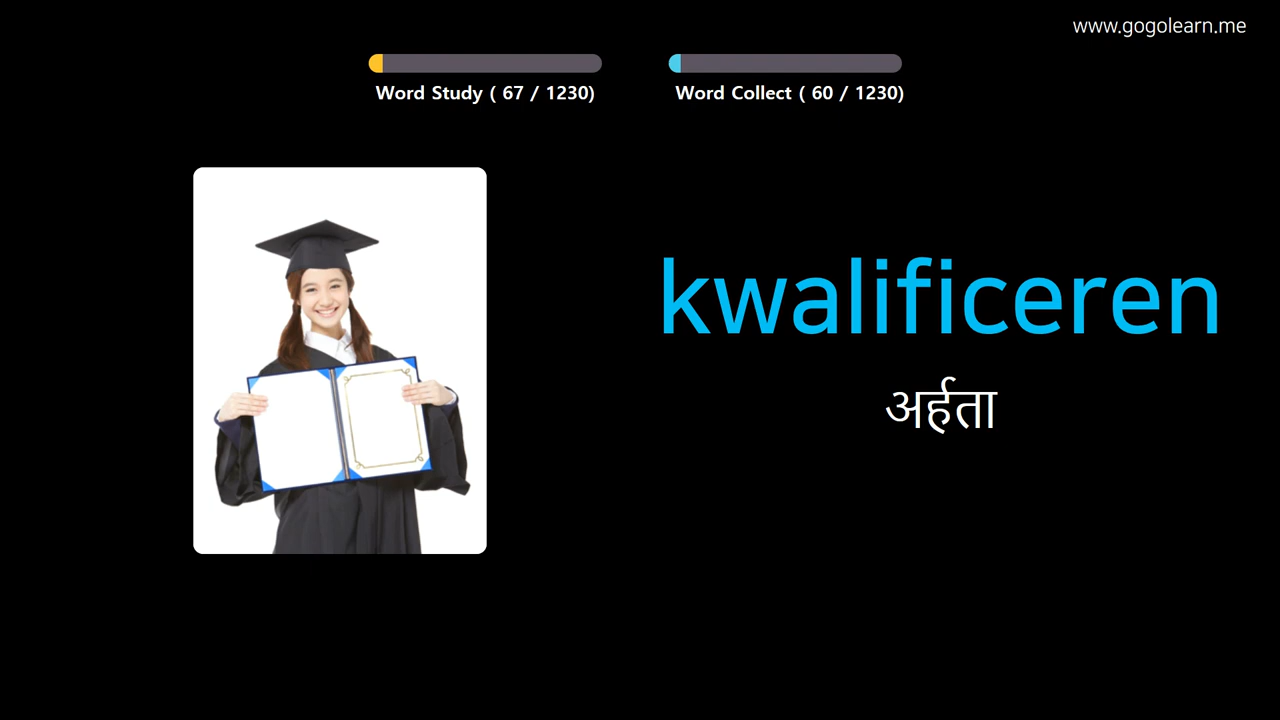 www.gogolearn.me
Word Study ( 67 / 1230)
Word Collect ( 60 / 1230)
kwalificeren
अर्हता